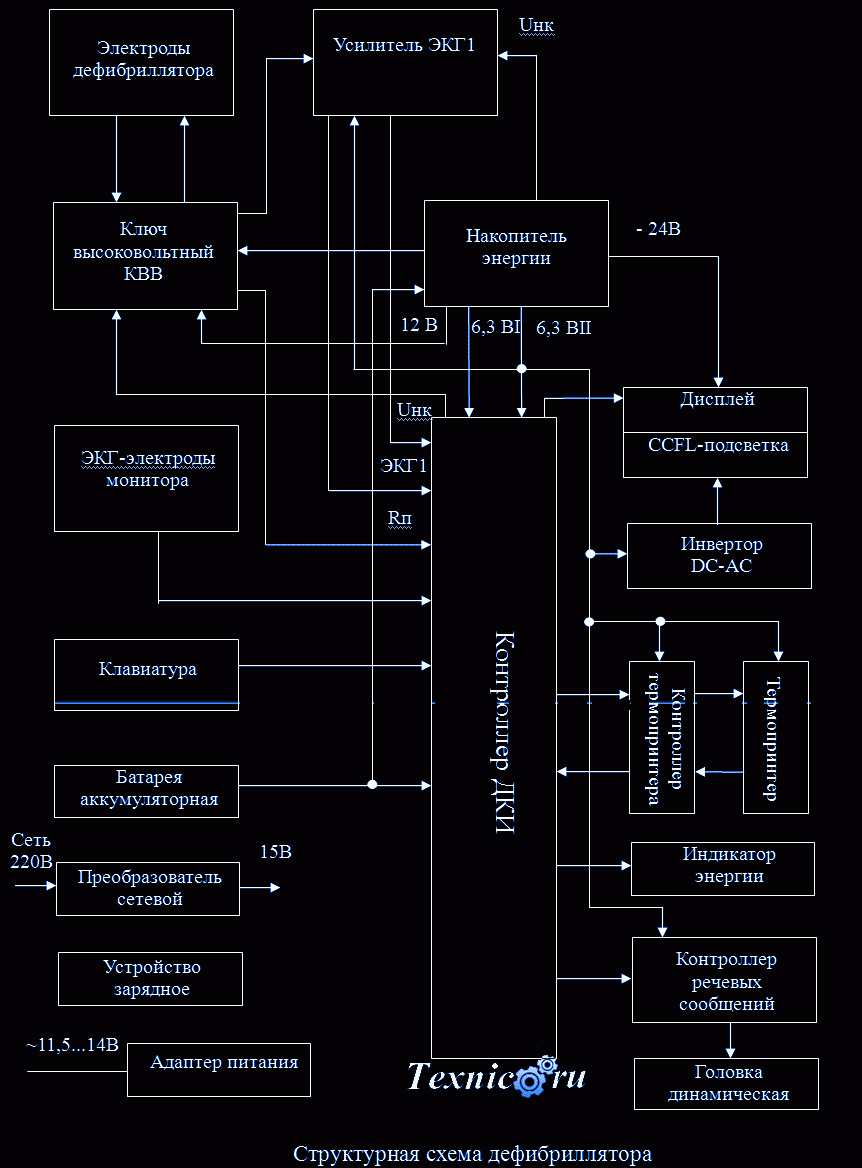 Электроды
дефибриллятора
Усилитель ЭКГ1
Uнк
Ключ
высоковольтный
КВВ
Накопитель
энергии
- 24В
12 В
6,3 ВI
6,3 ВII
Дисплей
CCFL-подсветка
Uнк
ЭКГ-электроды
монитора
ЭКГ1
Rп
Инвертор
DC-AC
Клавиатура
Контроллер ДКИ
Контроллер
термопринтера
Термопринтер
Батарея
аккумуляторная
Сеть
220В
Преобразователь
сетевой
15В
Индикатор
энергии
Устройство
зарядное
Контроллер
речевых
сообщений
~11,5...14В
Адаптер питания
Головка
динамическая
Texnic.ru
Структурная схема дефибриллятора